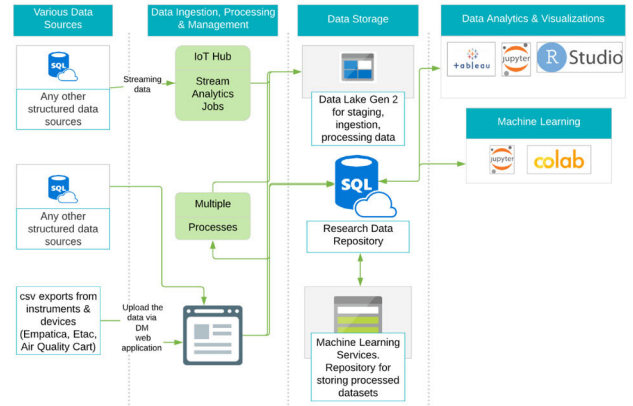 Various Data
Sources
Data Ingestion, Processing
& Management
Data Storage
Data Analytics & Visualizations
SQL
Any other
structured data
sources
Streaming
data
IoT Hub
Stream
Analytics
Jobs
Data Lake Gen 2
for staging,
ingestion,
processing data
tableau
jupyter
R Studio
Machine Learning
jupyter
colab
SQL
Any other
structured data
sources
Multiple
Processes
SQL
Research Data
Repository
csv exports from
instruments &
devices
(Empatica, Etac,
Air Quality Cart)
Upload the
data via
DM
web
application
Machine Learning
Services.
Repository for
storing processed
datasets